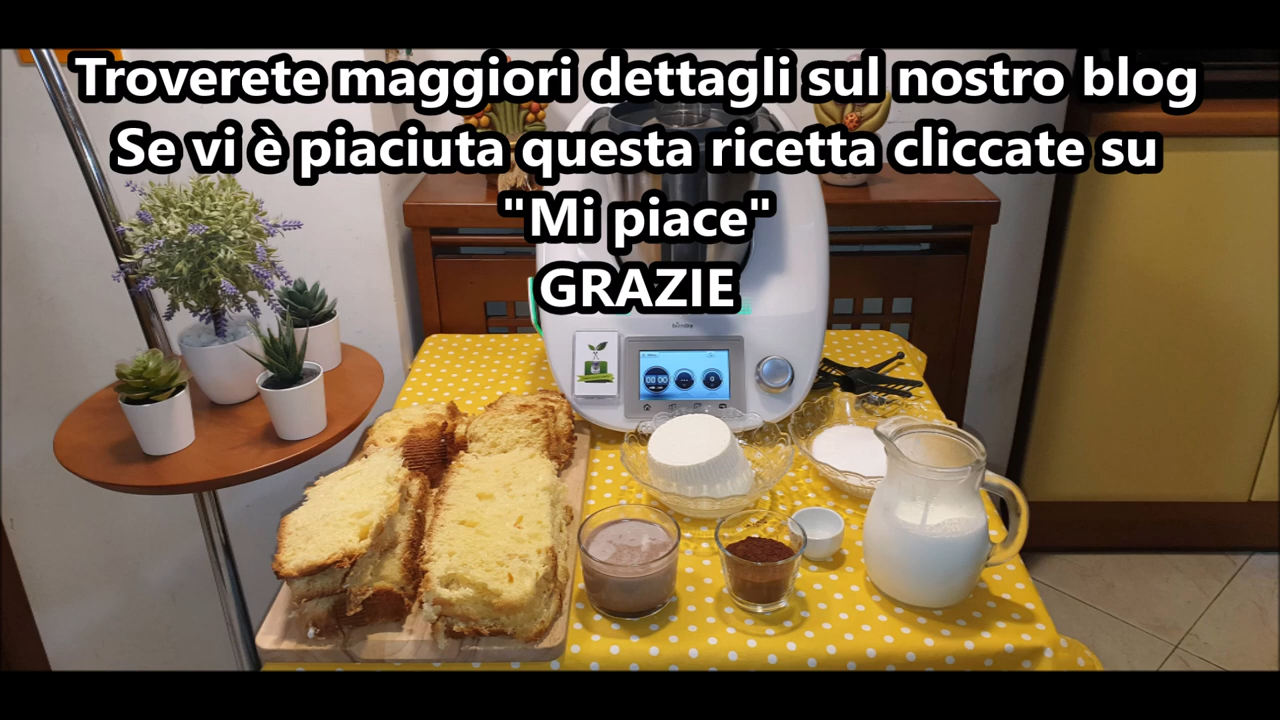 Troverete maggiori dettagli sul nostro blog
Se vi è piaciuta questa ricetta cliccate su
"Mi piace"
GRAZIE